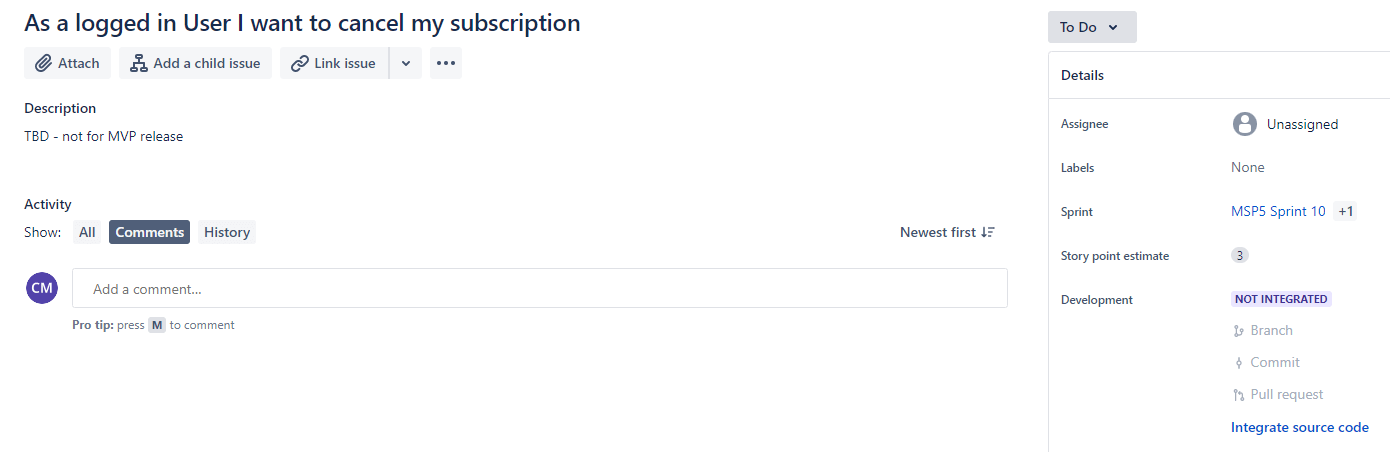 As a logged in User I want to cancel my subscription
To Do
Attach
Add a child issue
Link issue
Description
TBD - not for MVP release
Activity
Show: All Comments History
Newest first
CM
Add a comment...
Pro tip: press M to comment
Details
Assignee Unassigned
Labels None
Sprint MSP5 Sprint 10 +1
Story point estimate 3
Development NOT INTEGRATED
Branch
Commit
Pull request
Integrate source code